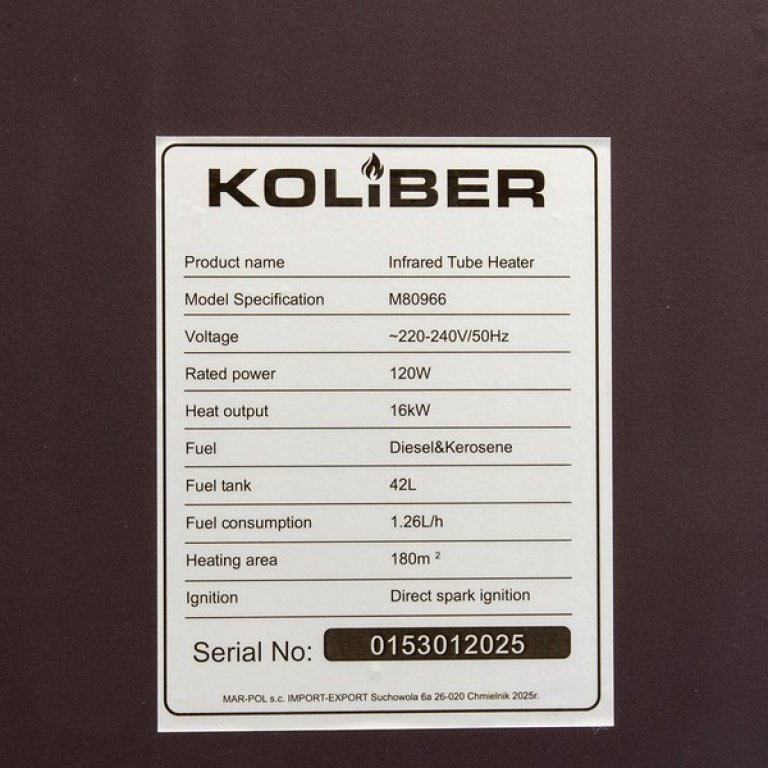 KOLiBER
Product name Infrared Tube Heater
Model Specification M80966
Voltage ~220-240V/50Hz
Rated power 120W
Heat output 16kW
Fuel Diesel&Kerosene
Fuel tank 42L
Fuel consumption 1.26L/h
Heating area 180m ²
Ignition Direct spark ignition
Serial No: 0153012025
MAR-POL s.c. IMPORT-EXPORT Suchowola 6a 26-020 Chmielnik 2025r.